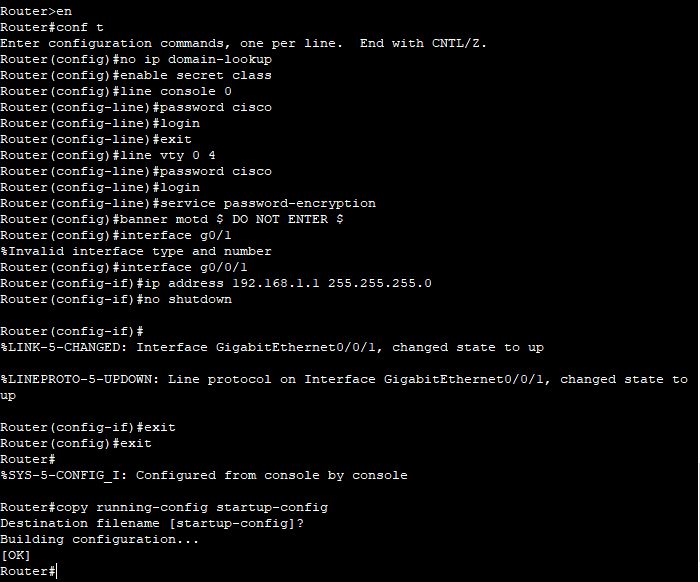 Router>en
Router#conf t
Enter configuration commands, one per line.  End with CNTL/Z.
Router(config)#no ip domain-lookup
Router(config)#enable secret class
Router(config)#line console 0
Router(config-line)#password cisco
Router(config-line)#login
Router(config-line)#exit
Router(config)#line vty 0 4
Router(config-line)#password cisco
Router(config-line)#login
Router(config-line)#service password-encryption
Router(config)#banner motd $ DO NOT ENTER $
Router(config)#interface g0/1
%Invalid interface type and number
Router(config)#interface g0/0/1
Router(config-if)#ip address 192.168.1.1 255.255.255.0
Router(config-if)#no shutdown
Router(config-if)#
%LINK-5-CHANGED: Interface GigabitEthernet0/0/1, changed state to up
%LINEPROTO-5-UPDOWN: Line protocol on Interface GigabitEthernet0/0/1, changed state to
up
Router(config-if)#exit
Router(config)#exit
Router#
%SYS-5-CONFIG_I: Configured from console by console
Router#copy running-config startup-config
Destination filename [startup-config]?
Building configuration...
[OK]
Router#